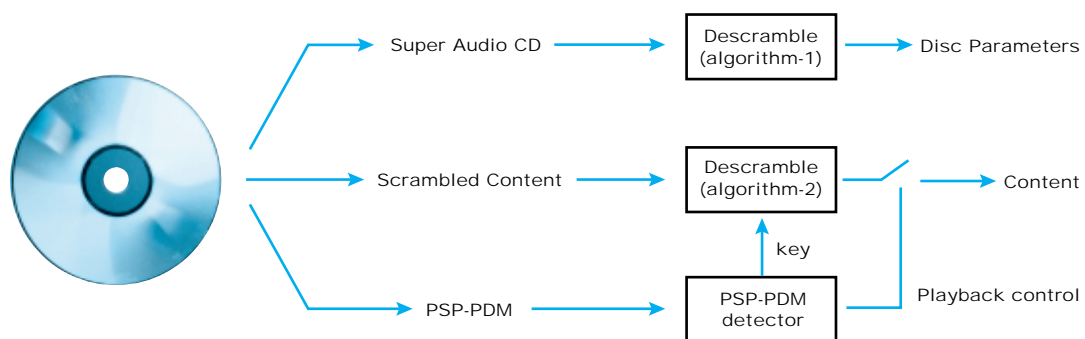 Super Audio CD
Descramble
(algorithm-1)
Disc Parameters
Scrambled Content
Descramble
(algorithm-2)
Content
key
PSP-PDM
PSP-PDM
detector
Playback control